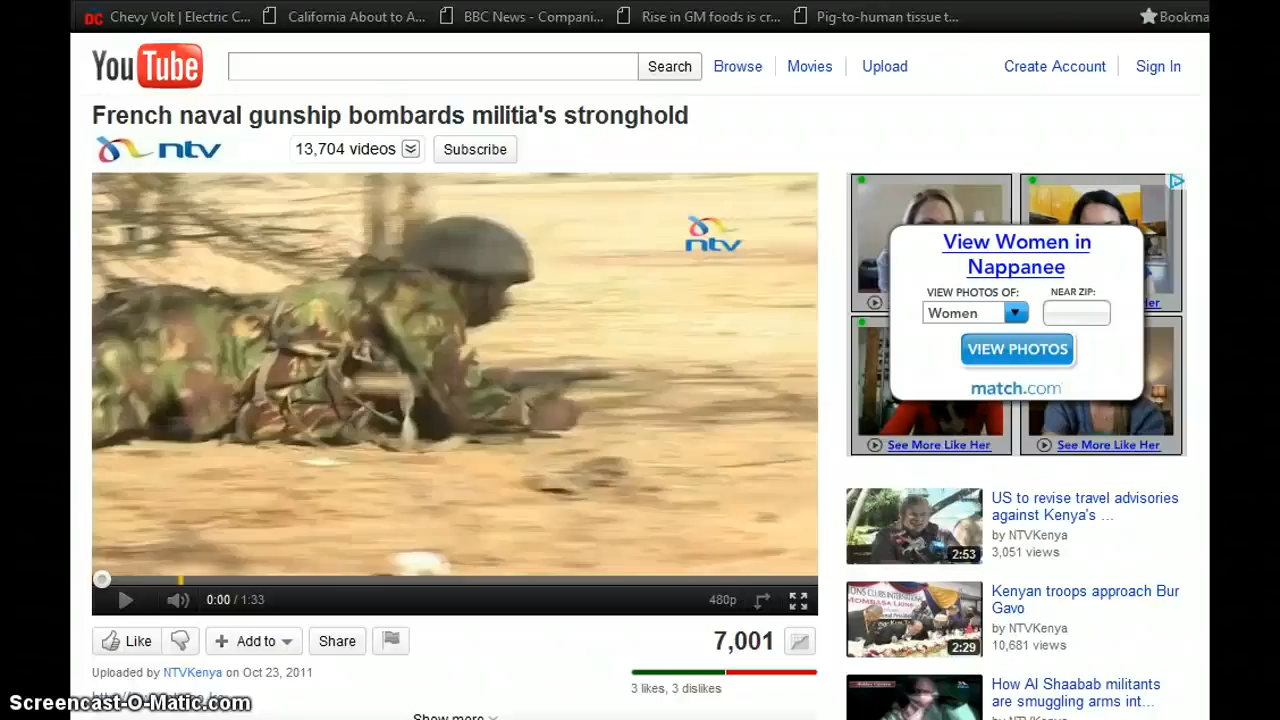 DC Chevy Volt | Electric C...
California About to A...
BBC News - Compani...
Rise in GM foods is cr...
Pig-to-human tissue t...
Bookma
YouTube
Search
Browse
Movies
Upload
Create Account
Sign In
French naval gunship bombards militia's stronghold
ntv
13,704 videos
Subscribe
ntv
View Women in
Nappanee
VIEW PHOTOS OF:
NEAR ZIP:
Women
VIEW PHOTOS
match.com
Her
See More Like Her
See More Like Her
US to revise travel advisories
against Kenya's ...
by NTVKenya
3,051 views
2:53
Kenyan troops approach Bur
Gavo
by NTVKenya
10,681 views
2:29
How Al Shaabab militants
are smuggling arms int...
0:00 / 1:33
480p
Like
+ Add to
Share
7,001
Uploaded by NTVKenya on Oct 23, 2011
3 likes, 3 dislikes
Show more
Screencast-O-Matic.com